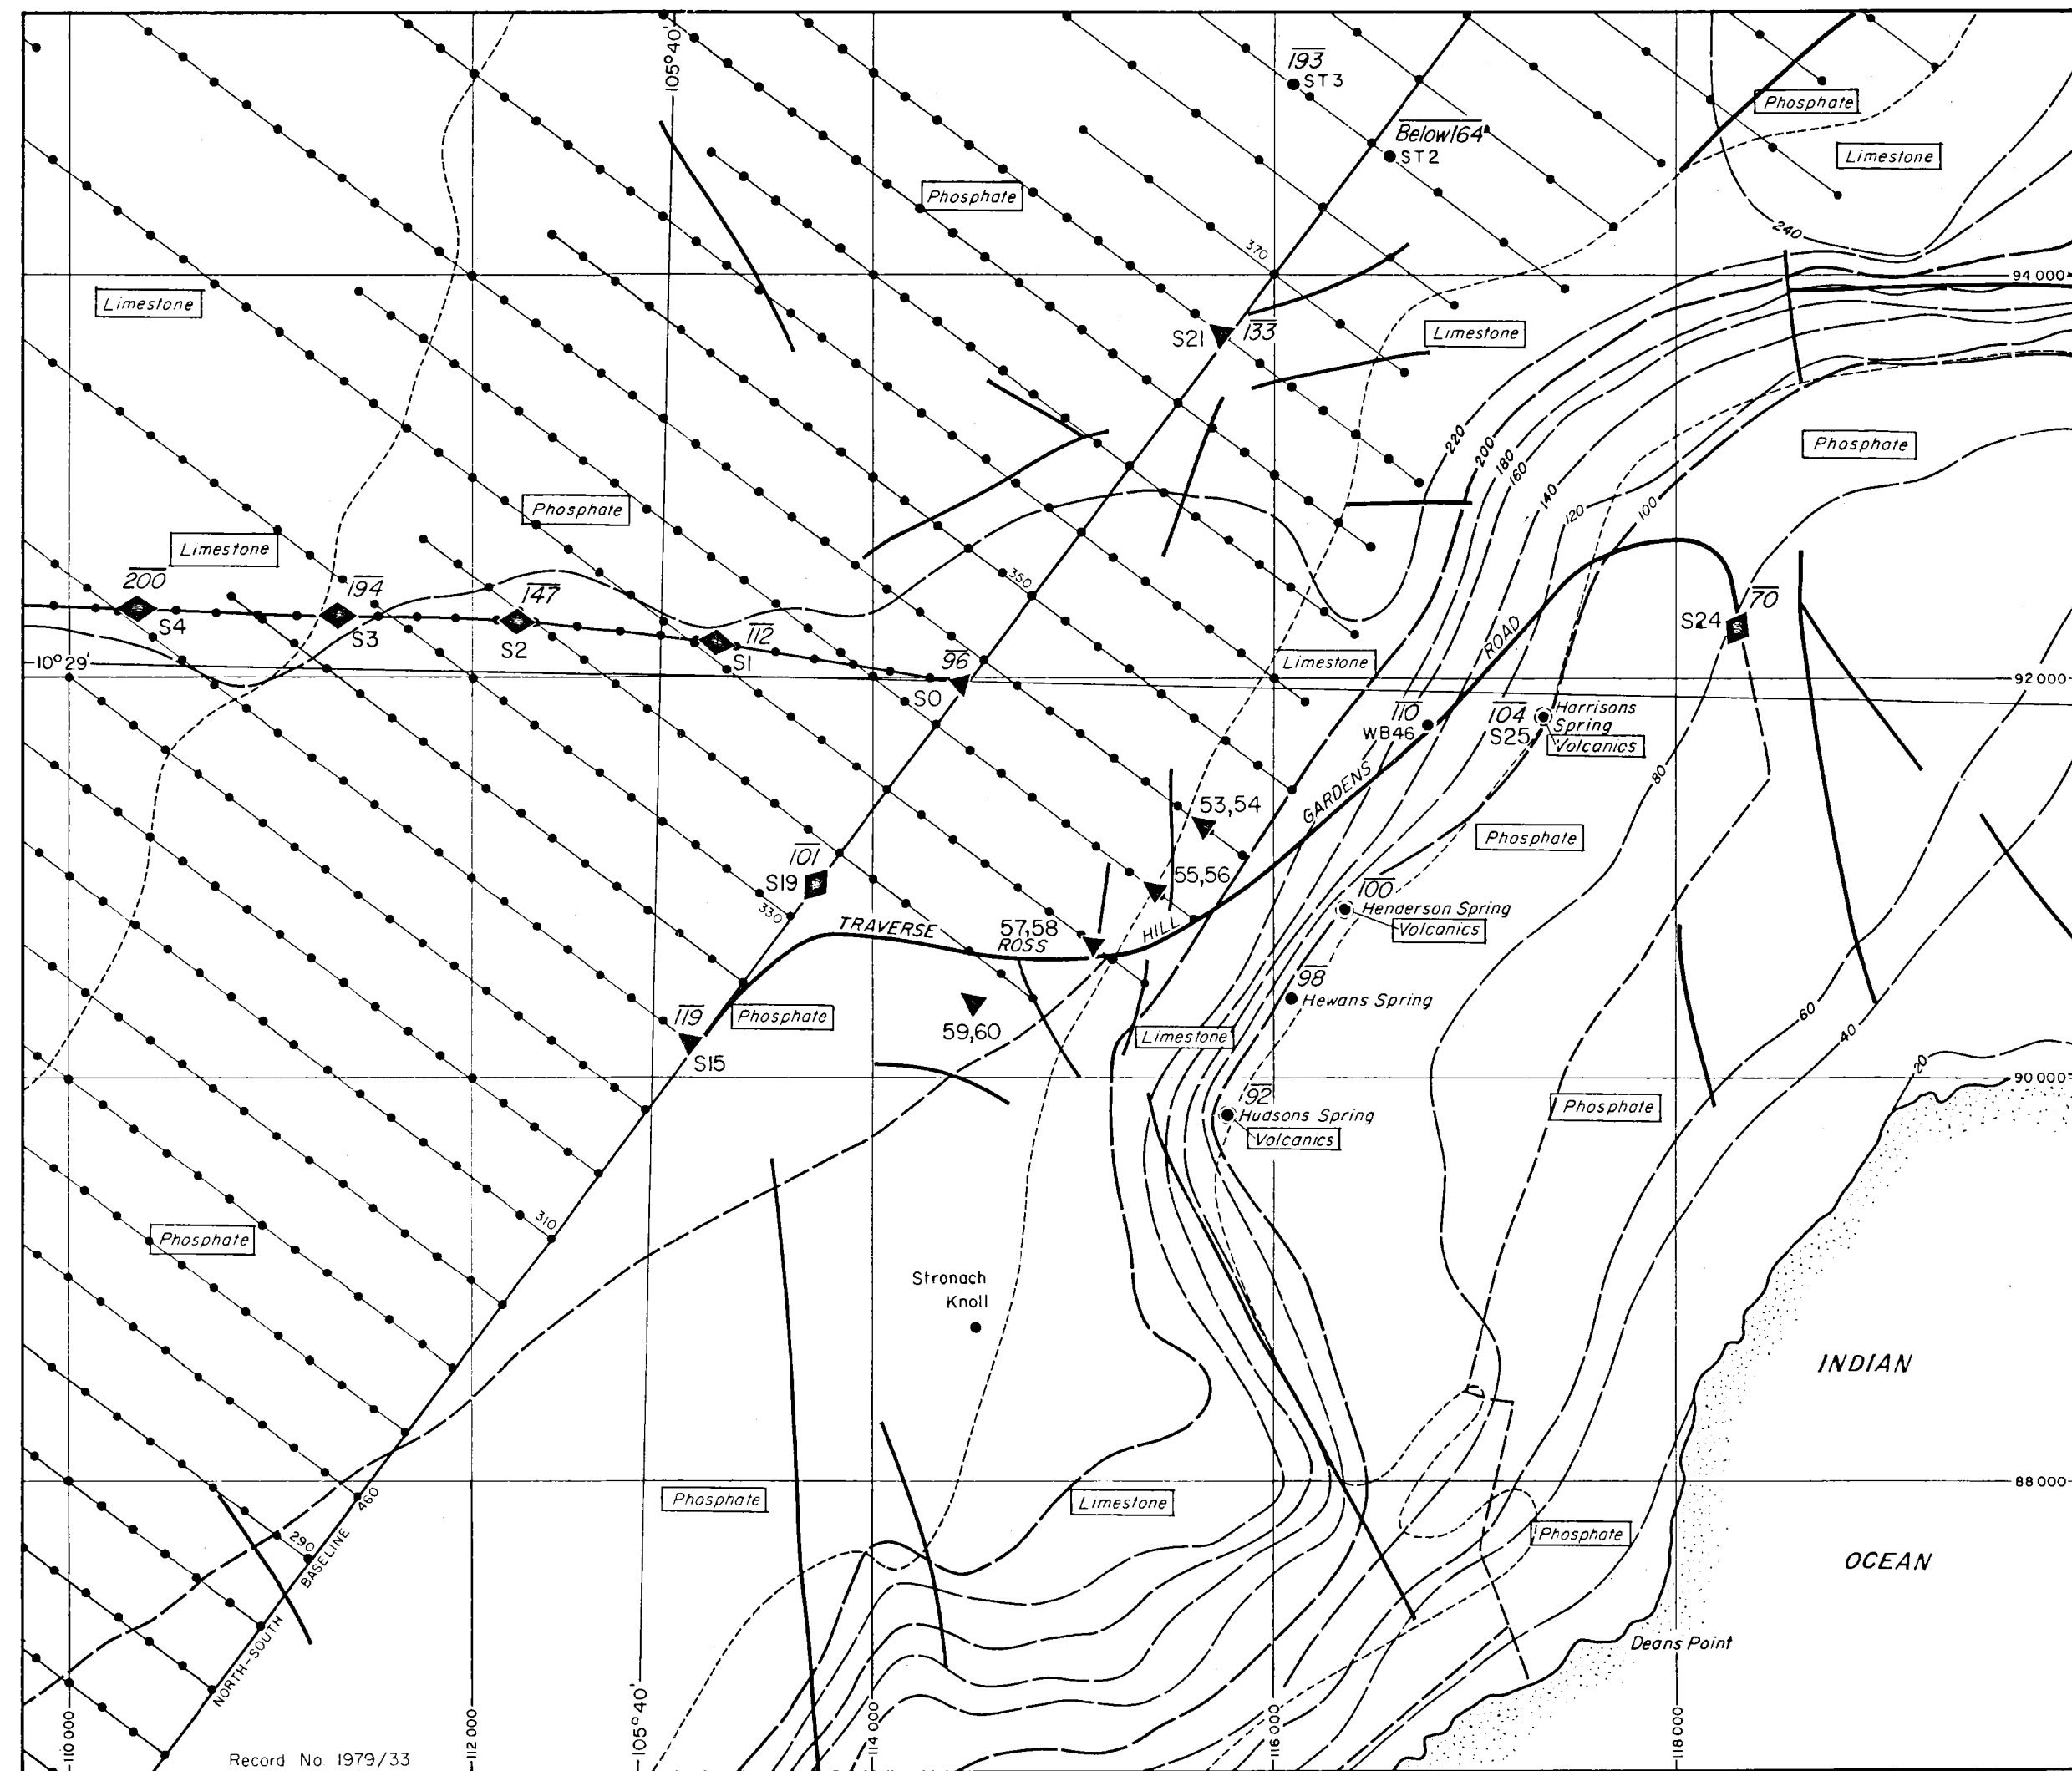 105°40'
193
ST3
Below 164
ST2
Phosphate
Limestone
Phosphate
240
370
94 000
Limestone
S21
133
Limestone
220
200
180
160
140
120
100
Phosphate
Phosphate
Limestone
350
200
S4
194
S3
147
S2
112
S1
96
S0
10°29'
Limestone
ROAD
S24
70
92 000
110
WB46
104
S25
Harrisons
Spring
Volcanics
80
GARDENS
53,54
Phosphate
101
S19
330
55,56
100
Henderson Spring
Volcanics
TRAVERSE
ROSS
57,58
HILL
98
Hewans Spring
119
S15
Phosphate
59,60
Limestone
60
40
20
90 000
92
Hudsons Spring
Volcanics
Phosphate
310
Phosphate
Stronach
Knoll
INDIAN
460
Phosphate
Limestone
88 000
290
BASELINE
Phosphate
OCEAN
NORTH-SOUTH
Deans Point
110 000
112 000
105°40'
114 000
116 000
118 000
Record No. 1979/33